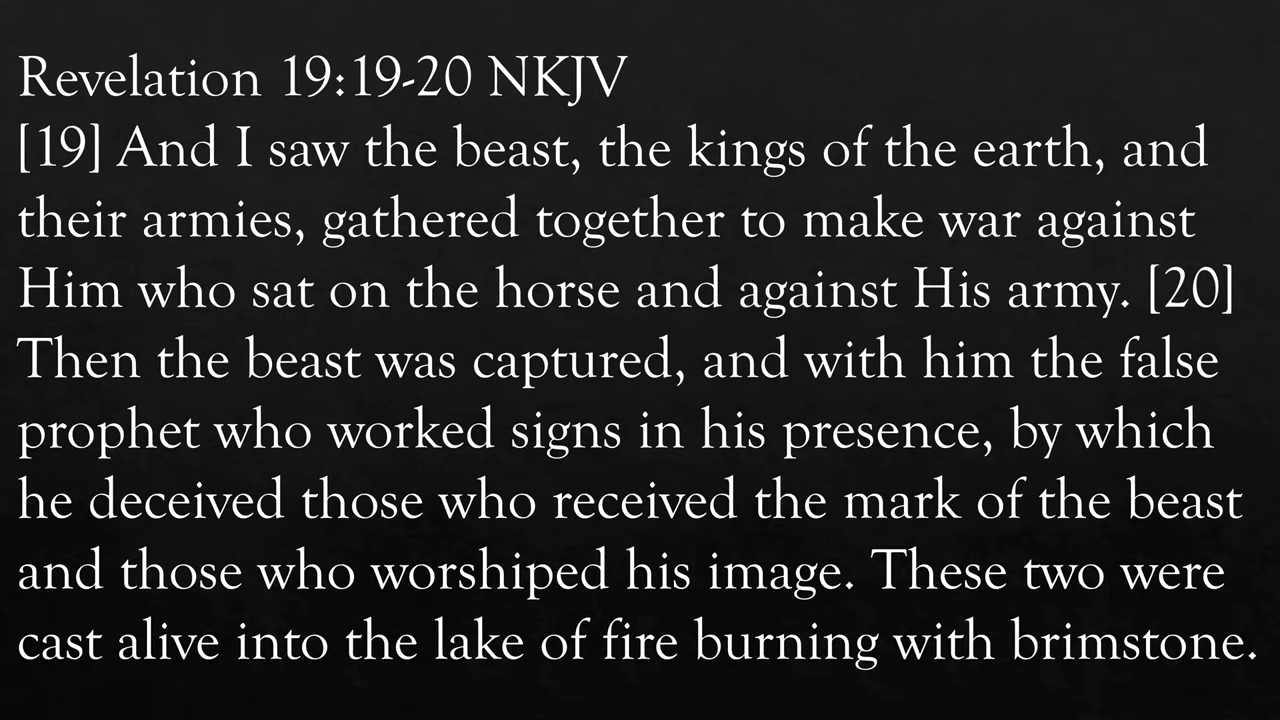 Revelation 19:19-20 NKJV
[19] And I saw the beast, the kings of the earth, and
their armies, gathered together to make war against
Him who sat on the horse and against His army. [20]
Then the beast was captured, and with him the false
prophet who worked signs in his presence, by which
he deceived those who received the mark of the beast
and those who worshiped his image. These two were
cast alive into the lake of fire burning with brimstone.